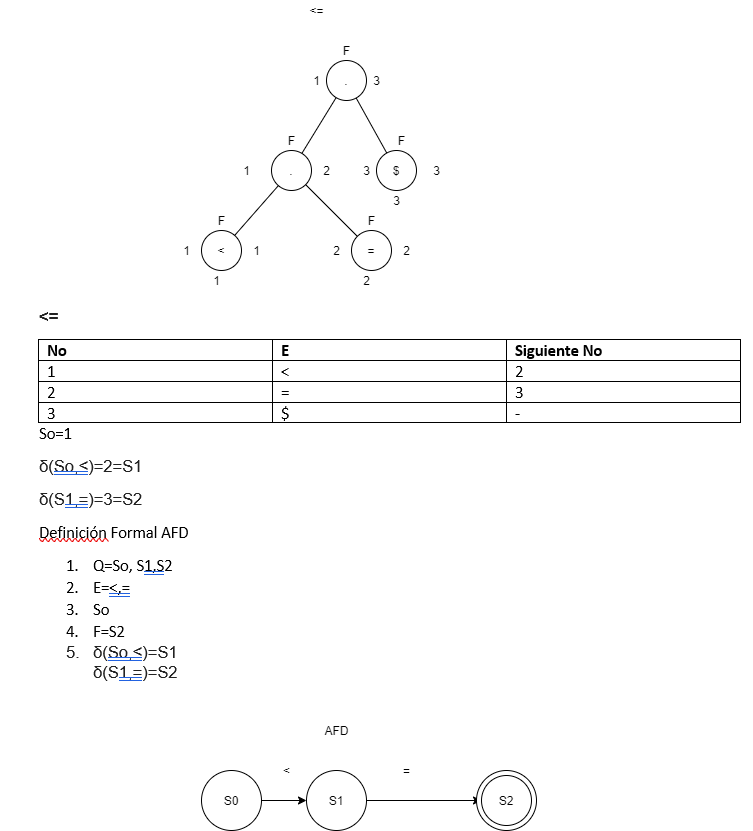 <=
F
1 . 3
F F
1 . 2 3 $ 3
3
F F
1 < 1 2 = 2
1 2
<=
No E Siguiente No
1 < 2
2 = 3
3 $ -
So=1
δ(So,<)=2=S1
δ(S1,=)=3=S2
Definición Formal AFD
1. Q=So, S1,S2
2. E=<,=
3. So
4. F=S2
5. δ(So,<)=S1
δ(S1,=)=S2
AFD
< =
S0 S1 S2